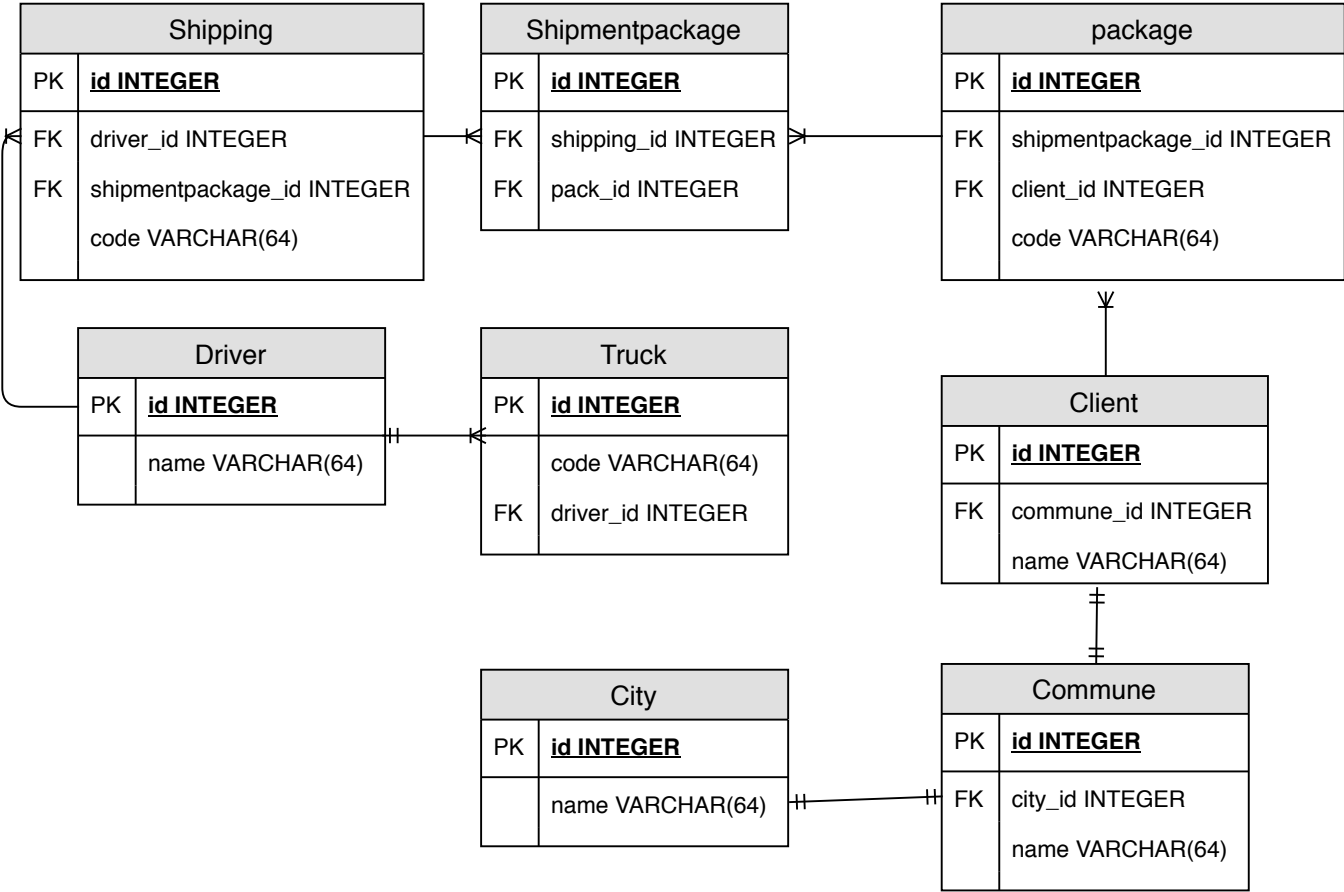 Shipping
PK id INTEGER
FK driver_id INTEGER
FK shipmentpackage_id INTEGER
code VARCHAR(64)
Shipmentpackage
PK id INTEGER
FK shipping_id INTEGER
FK pack_id INTEGER
package
PK id INTEGER
FK shipmentpackage_id INTEGER
FK client_id INTEGER
code VARCHAR(64)
Driver
PK id INTEGER
name VARCHAR(64)
Truck
PK id INTEGER
code VARCHAR(64)
FK driver_id INTEGER
Client
PK id INTEGER
FK commune_id INTEGER
name VARCHAR(64)
City
PK id INTEGER
name VARCHAR(64)
Commune
PK id INTEGER
FK city_id INTEGER
name VARCHAR(64)